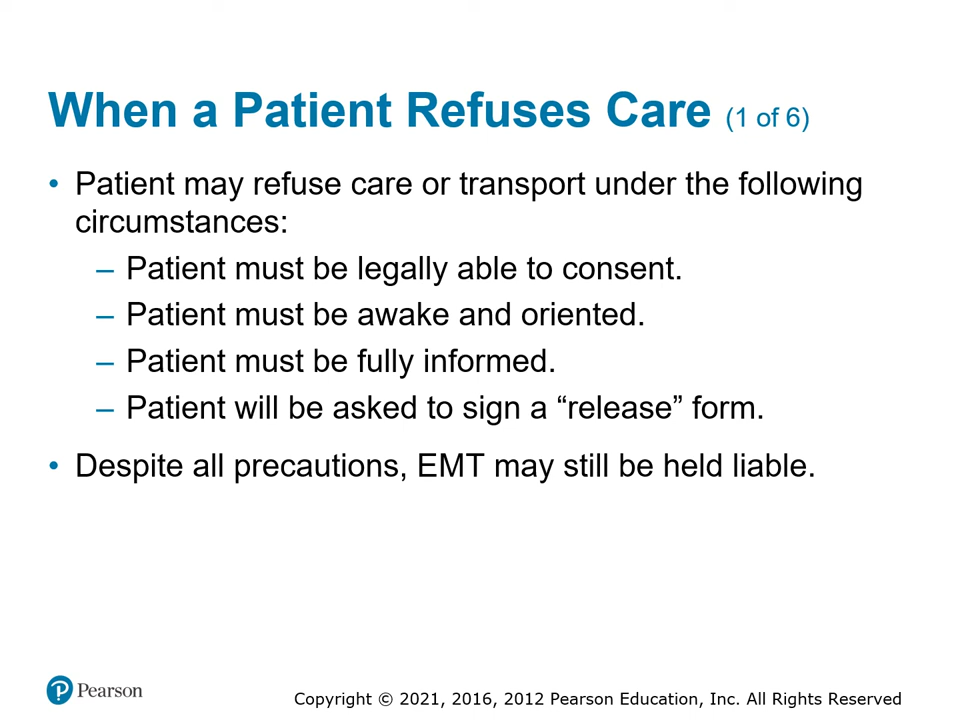 When a Patient Refuses Care (1 of 6)
• Patient may refuse care or transport under the following
circumstances:
– Patient must be legally able to consent.
– Patient must be awake and oriented.
– Patient must be fully informed.
– Patient will be asked to sign a “release” form.
• Despite all precautions, EMT may still be held liable.
Pearson
Copyright © 2021, 2016, 2012 Pearson Education, Inc. All Rights Reserved